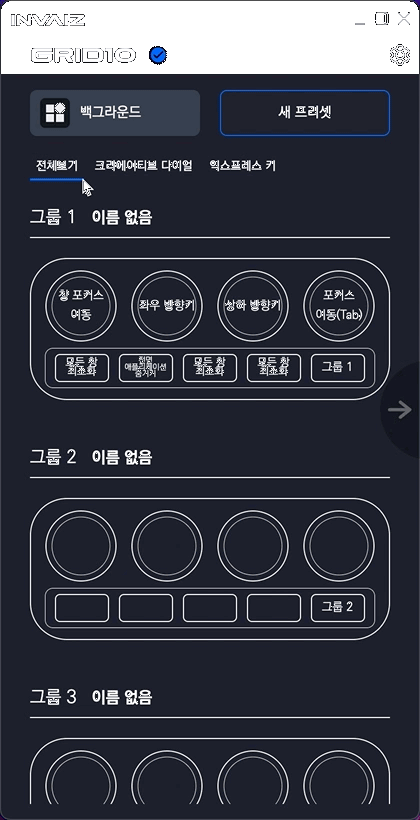 INVAIZ
GRID10
백그라운드
새 프리셋
전체보기 크리에이티브 다이얼 익스프레스 키
그룹 1 이름 없음
창 포커스
이동
좌우 방향키
상하 방향키
포커스
이동(Tab)
모든 창
최소화
애플리케이션
숨기기
모든 창
최소화
모든 창
최소화
그룹 1
그룹 2 이름 없음
그룹 2
그룹 3 이름 없음